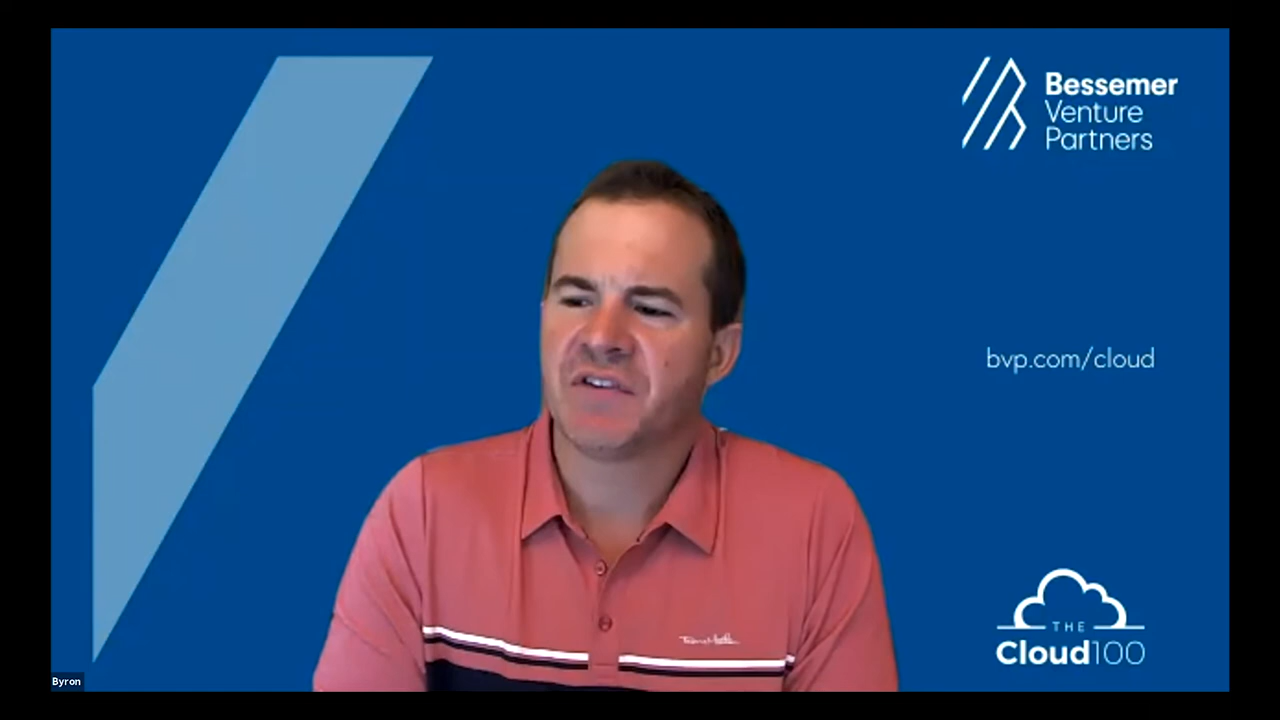 Bessemer
Venture
Partners
bvp.com/cloud
THE
Cloud100
Byron